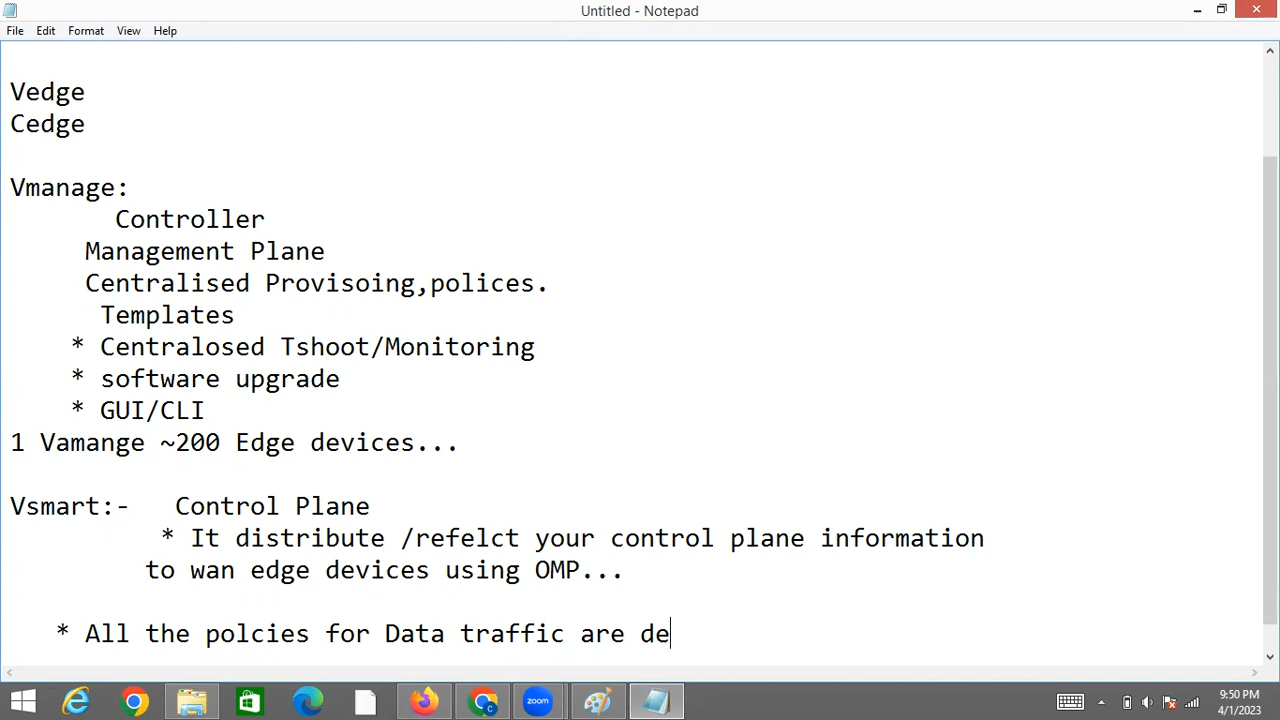 Untitled - Notepad
File Edit Format View Help
Vedge
Cedge
Vmanage:
Controller
Management Plane
Centralised Provisoing,polices.
Templates
* Centralosed Tshoot/Monitoring
* software upgrade
* GUI/CLI
1 Vamange ~200 Edge devices...
Vsmart:- Control Plane
* It distribute /refelct your control plane information
to wan edge devices using OMP...
* All the polcies for Data traffic are de
zoom
9:50 PM
4/1/2023